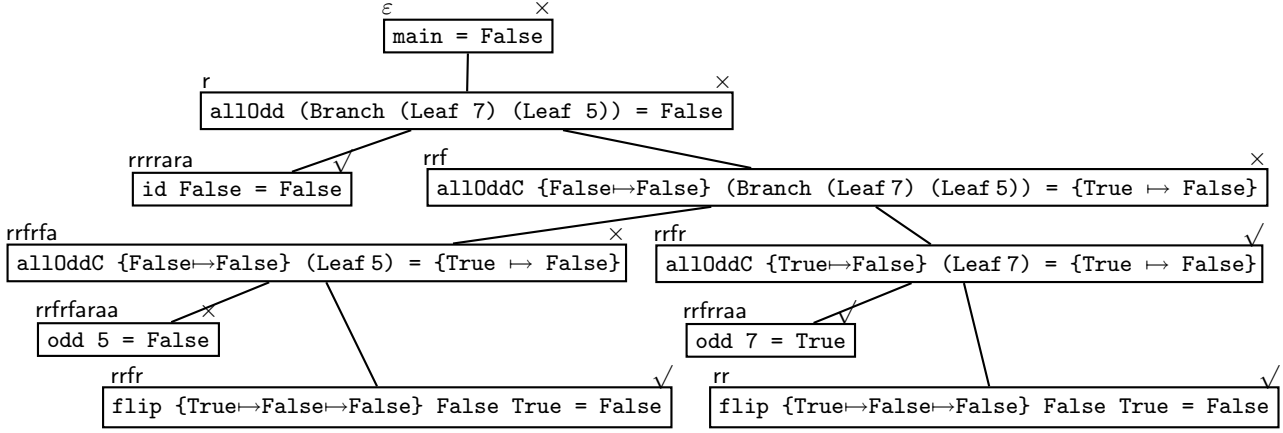 ε ×
main = False
r ×
allOdd (Branch (Leaf 7) (Leaf 5)) = False
rrrrara √
id False = False
rrf ×
allOddC {False↦False} (Branch (Leaf 7) (Leaf 5)) = {True ↦ False}
rrfrfa ×
allOddC {False↦False} (Leaf 5) = {True ↦ False}
rrfr √
allOddC {True↦False} (Leaf 7) = {True ↦ False}
rrfrfaraa ×
odd 5 = False
rrfrraa √
odd 7 = True
rrfr √
flip {True↦False↦False} False True = False
rr √
flip {True↦False↦False} False True = False